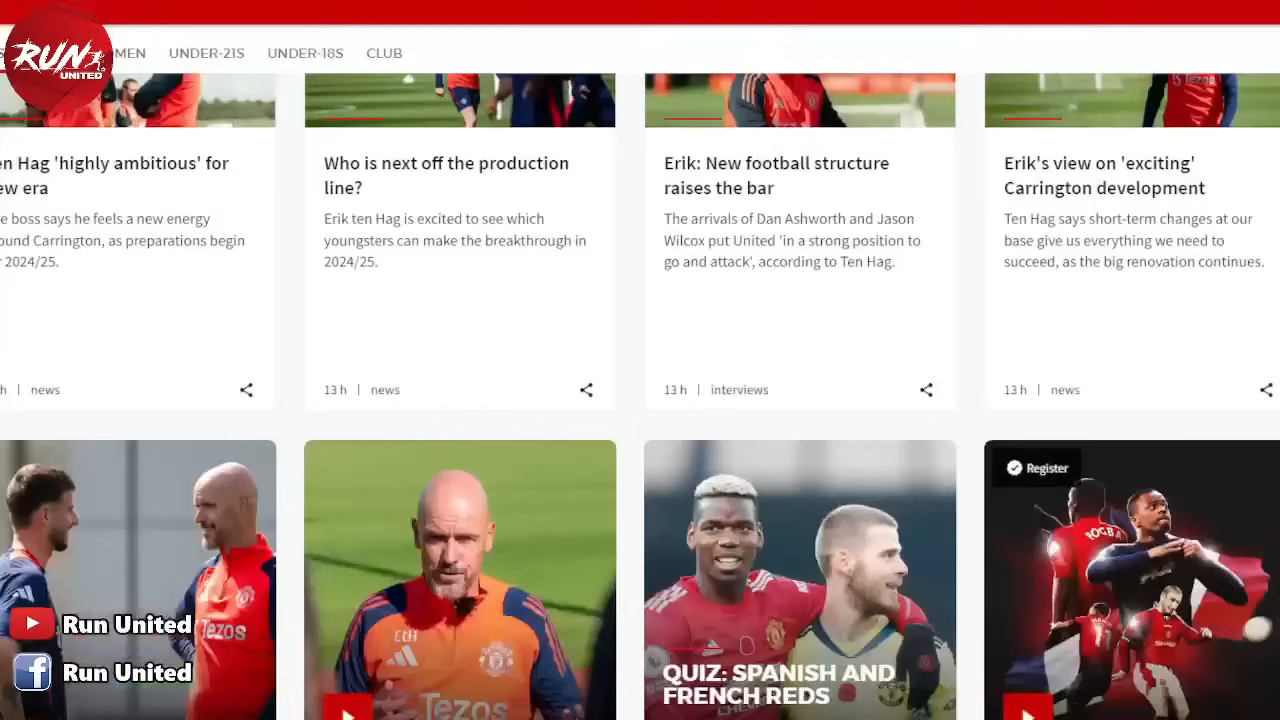 RUN
UNITED
MEN UNDER-21S UNDER-18S CLUB
en Hag 'highly ambitious' for
ew era
e boss says he feels a new energy
ound Carrington, as preparations begin
2024/25.
h | news
Who is next off the production
line?
Erik ten Hag is excited to see which
youngsters can make the breakthrough in
2024/25.
13 h | news
Erik: New football structure
raises the bar
The arrivals of Dan Ashworth and Jason
Wilcox put United 'in a strong position to
go and attack', according to Ten Hag.
13 h | interviews
Erik's view on 'exciting'
Carrington development
Ten Hag says short-term changes at our
base give us everything we need to
succeed, as the big renovation continues.
13 h | news
Tezos
Run United
Run United
ETH
Tezos
QUIZ: SPANISH AND
FRENCH REDS
Register
POGBA